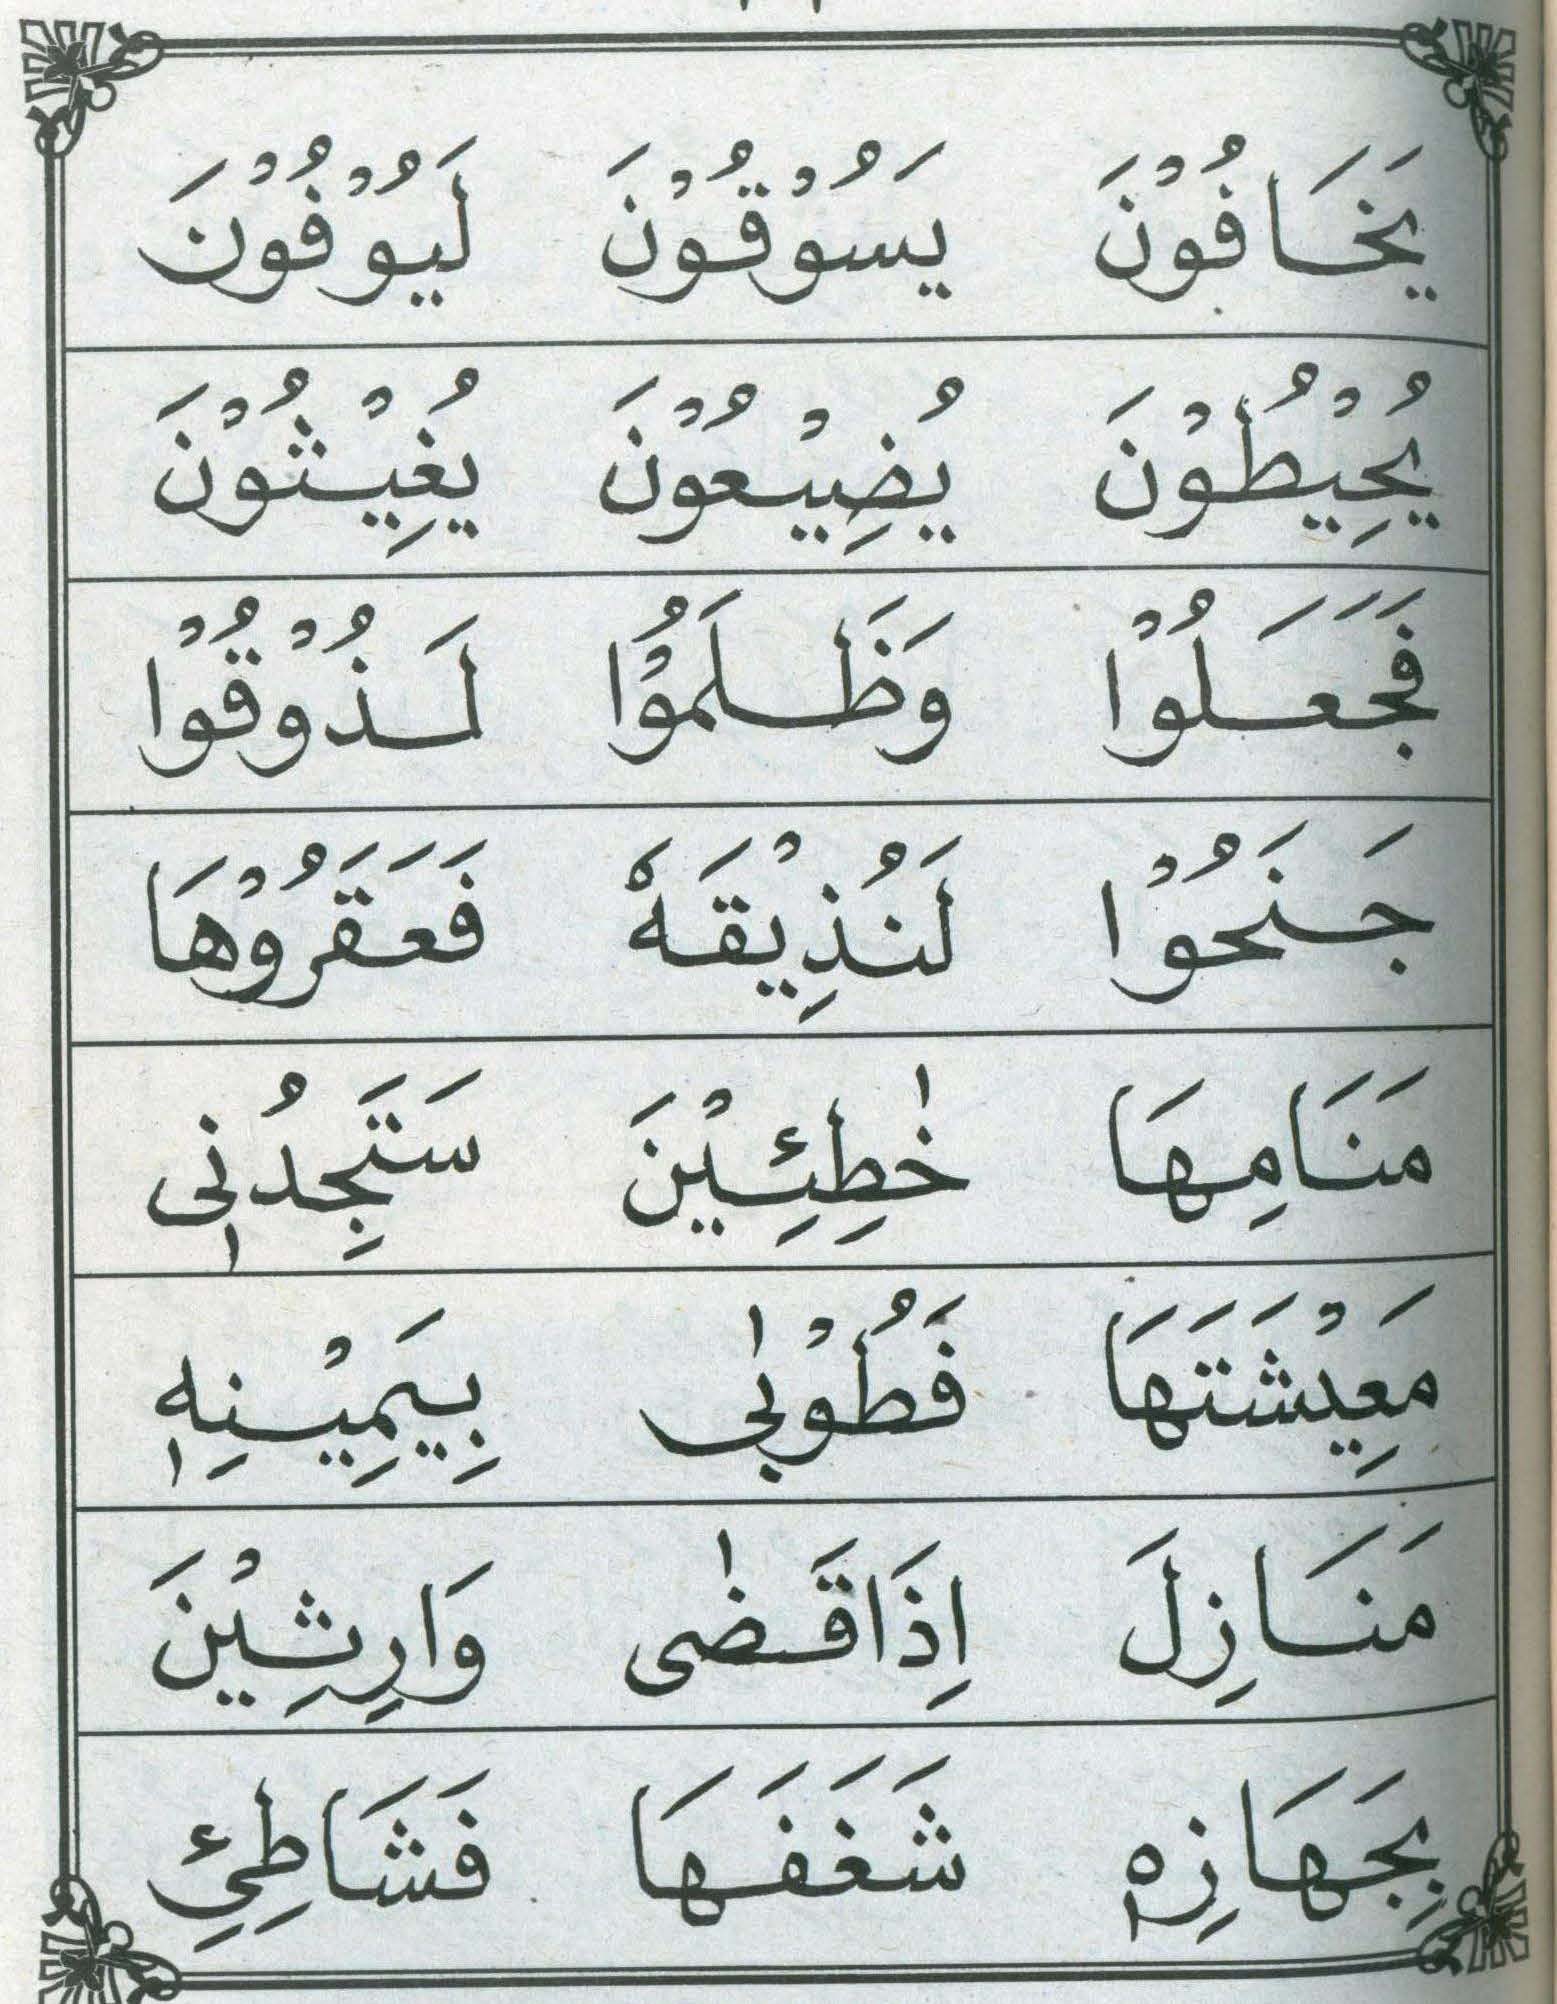 يَخَافُوْنَ يَسُوْقُوْنَ لَيُوْفُوْنَ
يُحِيْطُوْنَ يُضِيْعُوْنَ يُغِيْثُوْنَ
فَجَعَلُوْا وَظَلَمُوْا لَذُوْقُوْا
جَنَحُوْا لَنُذِيْقَهٗ فَعَقَرُوْهَا
مَنَامِهَا خٰطِئِيْنَ سَتَجِدُنِیٖ
مَعِيْشَتَهَا فَطُوْبٰی بِيَمِيْنِهٖ
مَنَازِلَ اِذَاقَضٰی وَارِثِيْنَ
بِجَهَازِهٖ شَغَفَهَا فَشَاطِئِ